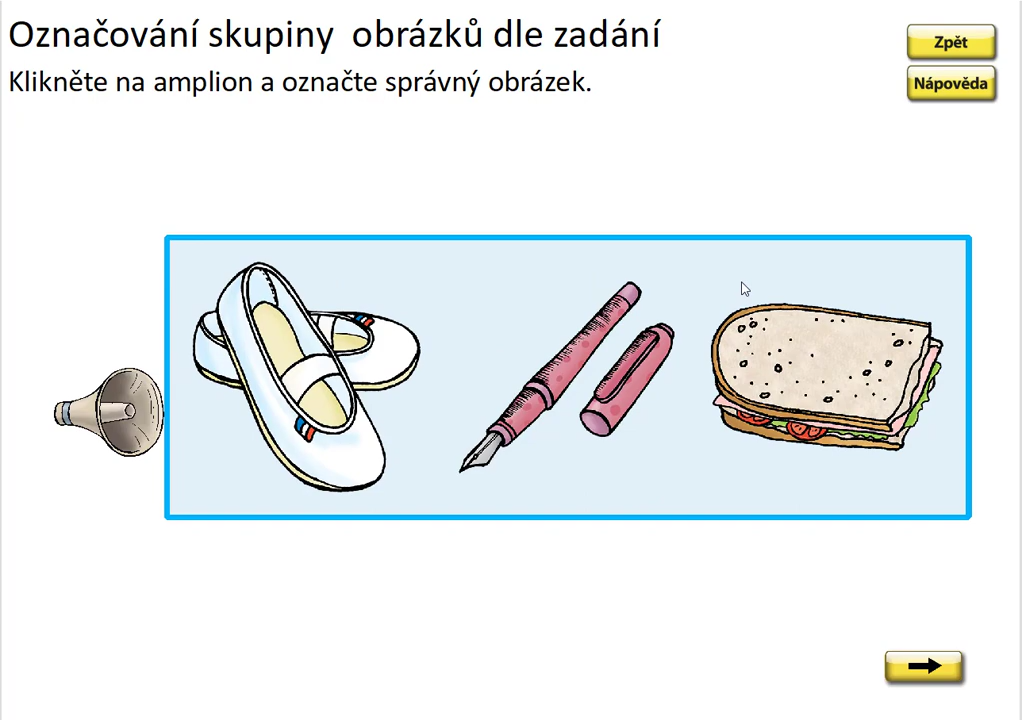 Označování skupiny  obrázků dle zadání
Klikněte na amplion a označte správný obrázek.
Zpět
Nápověda